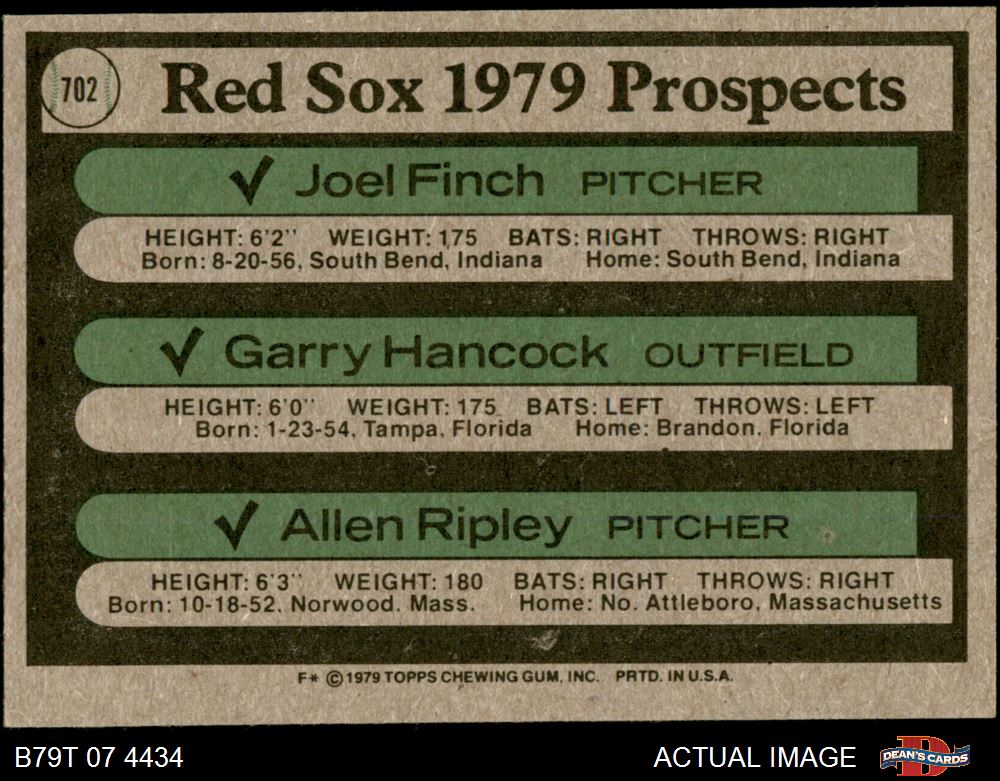 702
Red Sox 1979 Prospects
✓ Joel Finch PITCHER
HEIGHT: 6'2'' WEIGHT: 175 BATS: RIGHT THROWS: RIGHT
Born: 8-20-56, South Bend, Indiana Home: South Bend, Indiana
✓ Garry Hancock OUTFIELD
HEIGHT: 6'0'' WEIGHT: 175 BATS: LEFT THROWS: LEFT
Born: 1-23-54, Tampa, Florida Home: Brandon, Florida
✓ Allen Ripley PITCHER
HEIGHT: 6'3'' WEIGHT: 180 BATS: RIGHT THROWS: RIGHT
Born: 10-18-52, Norwood, Mass. Home: No. Attleboro, Massachusetts
F* ©1979 TOPPS CHEWING GUM, INC. PRTD. IN U.S.A.
B79T 07 4434 ACTUAL IMAGE D DEAN'S CARDS